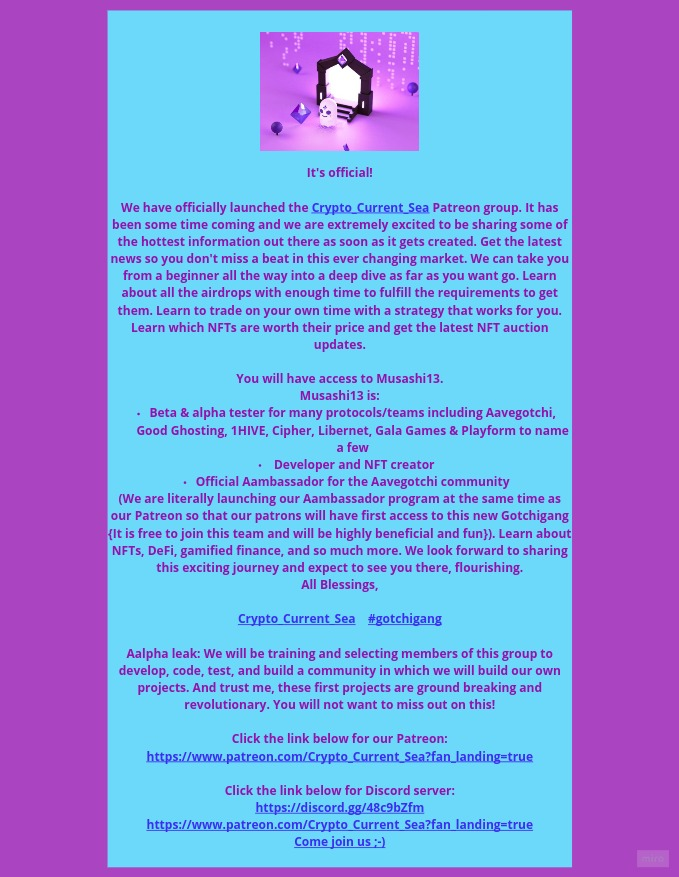 It's official!
We have officially launched the Crypto_Current_Sea Patreon group. It has
been some time coming and we are extremely excited to be sharing some of
the hottest information out there as soon as it gets created. Get the latest
news so you don't miss a beat in this ever changing market. We can take you
from a beginner all the way into a deep dive as far as you want go. Learn
about all the airdrops with enough time to fulfill the requirements to get
them. Learn to trade on your own time with a strategy that works for you.
Learn which NFTs are worth their price and get the latest NFT auction
updates.
You will have access to Musashi13.
Musashi13 is:
• Beta & alpha tester for many protocols/teams including Aavegotchi,
Good Ghosting, 1HIVE, Cipher, Libernet, Gala Games & Playform to name
a few
• Developer and NFT creator
• Official Aambassador for the Aavegotchi community
(We are literally launching our Aambassador program at the same time as
our Patreon so that our patrons will have first access to this new Gotchigang
{It is free to join this team and will be highly beneficial and fun}). Learn about
NFTs, DeFi, gamified finance, and so much more. We look forward to sharing
this exciting journey and expect to see you there, flourishing.
All Blessings,
Crypto_Current_Sea #gotchigang
Aalpha leak: We will be training and selecting members of this group to
develop, code, test, and build a community in which we will build our own
projects. And trust me, these first projects are ground breaking and
revolutionary. You will not want to miss out on this!
Click the link below for our Patreon:
https://www.patreon.com/Crypto_Current_Sea?fan_landing=true
Click the link below for Discord server:
https://discord.gg/48c9bZfm
https://www.patreon.com/Crypto_Current_Sea?fan_landing=true
Come join us ;-)